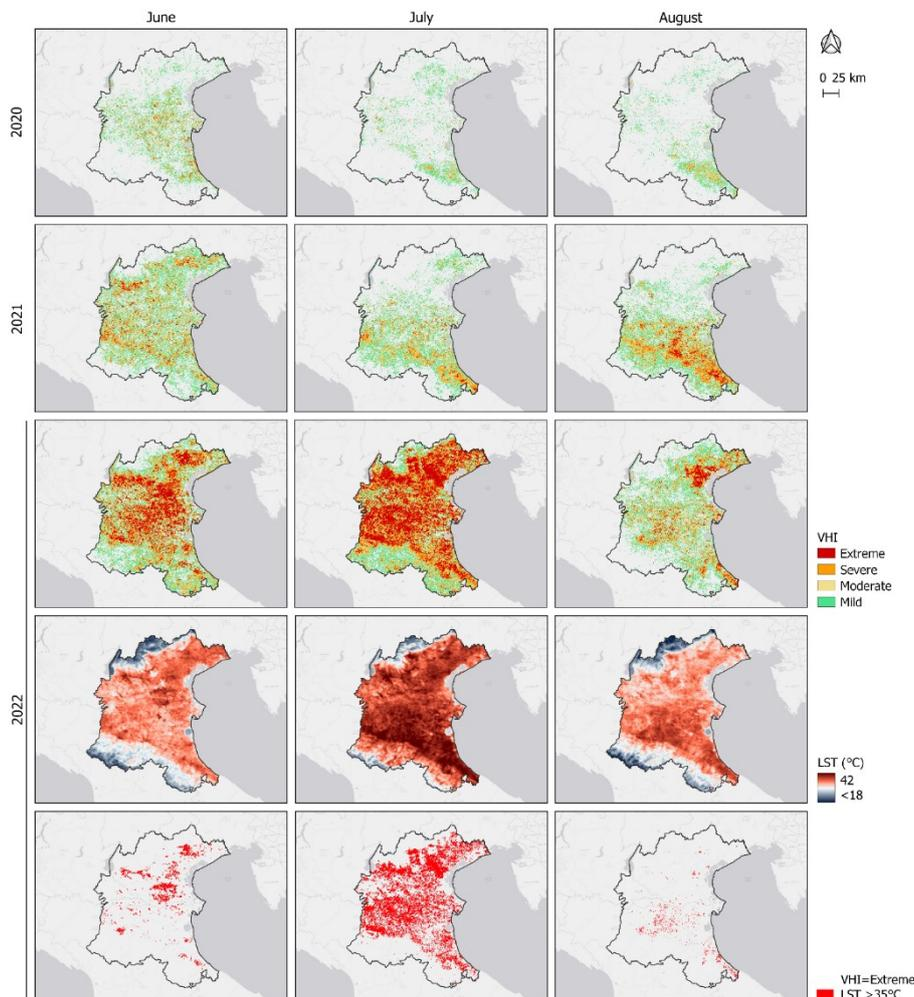 June July August
0 25 km
2020
2021
VHI
Extreme
Severe
Moderate
Mild
2022
LST (°C)
42
<18
VHI=Extreme
LST >35°C